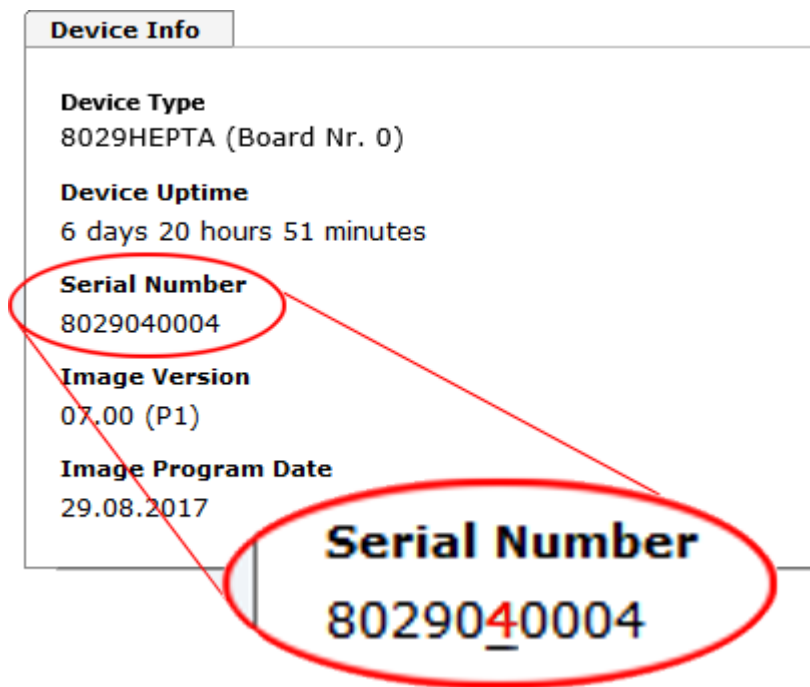 Device Info
Device Type
8029HEPTA (Board Nr. 0)
Device Uptime
6 days 20 hours 51 minutes
Serial Number
8029040004
Image Version
07.00 (P1)
Image Program Date
29.08.2017
Serial Number
8029040004